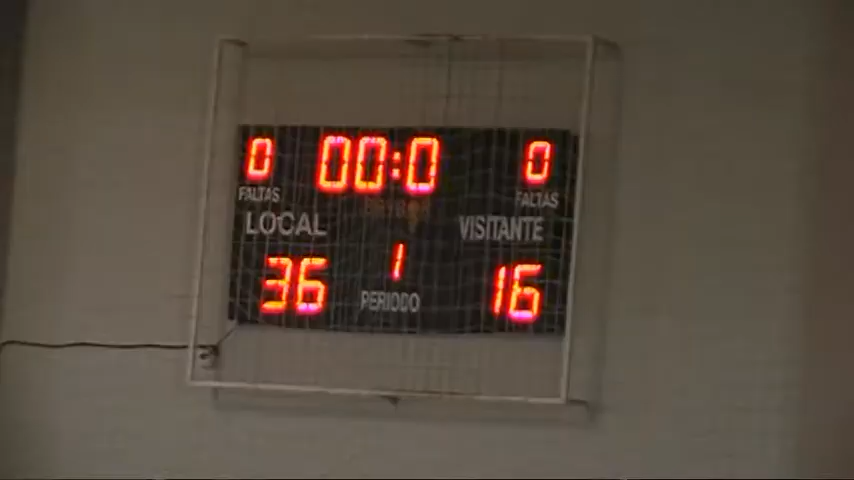 0 00:0 0
FALTAS FALTAS
LOCAL VISITANTE
36 1 16
PERIODO